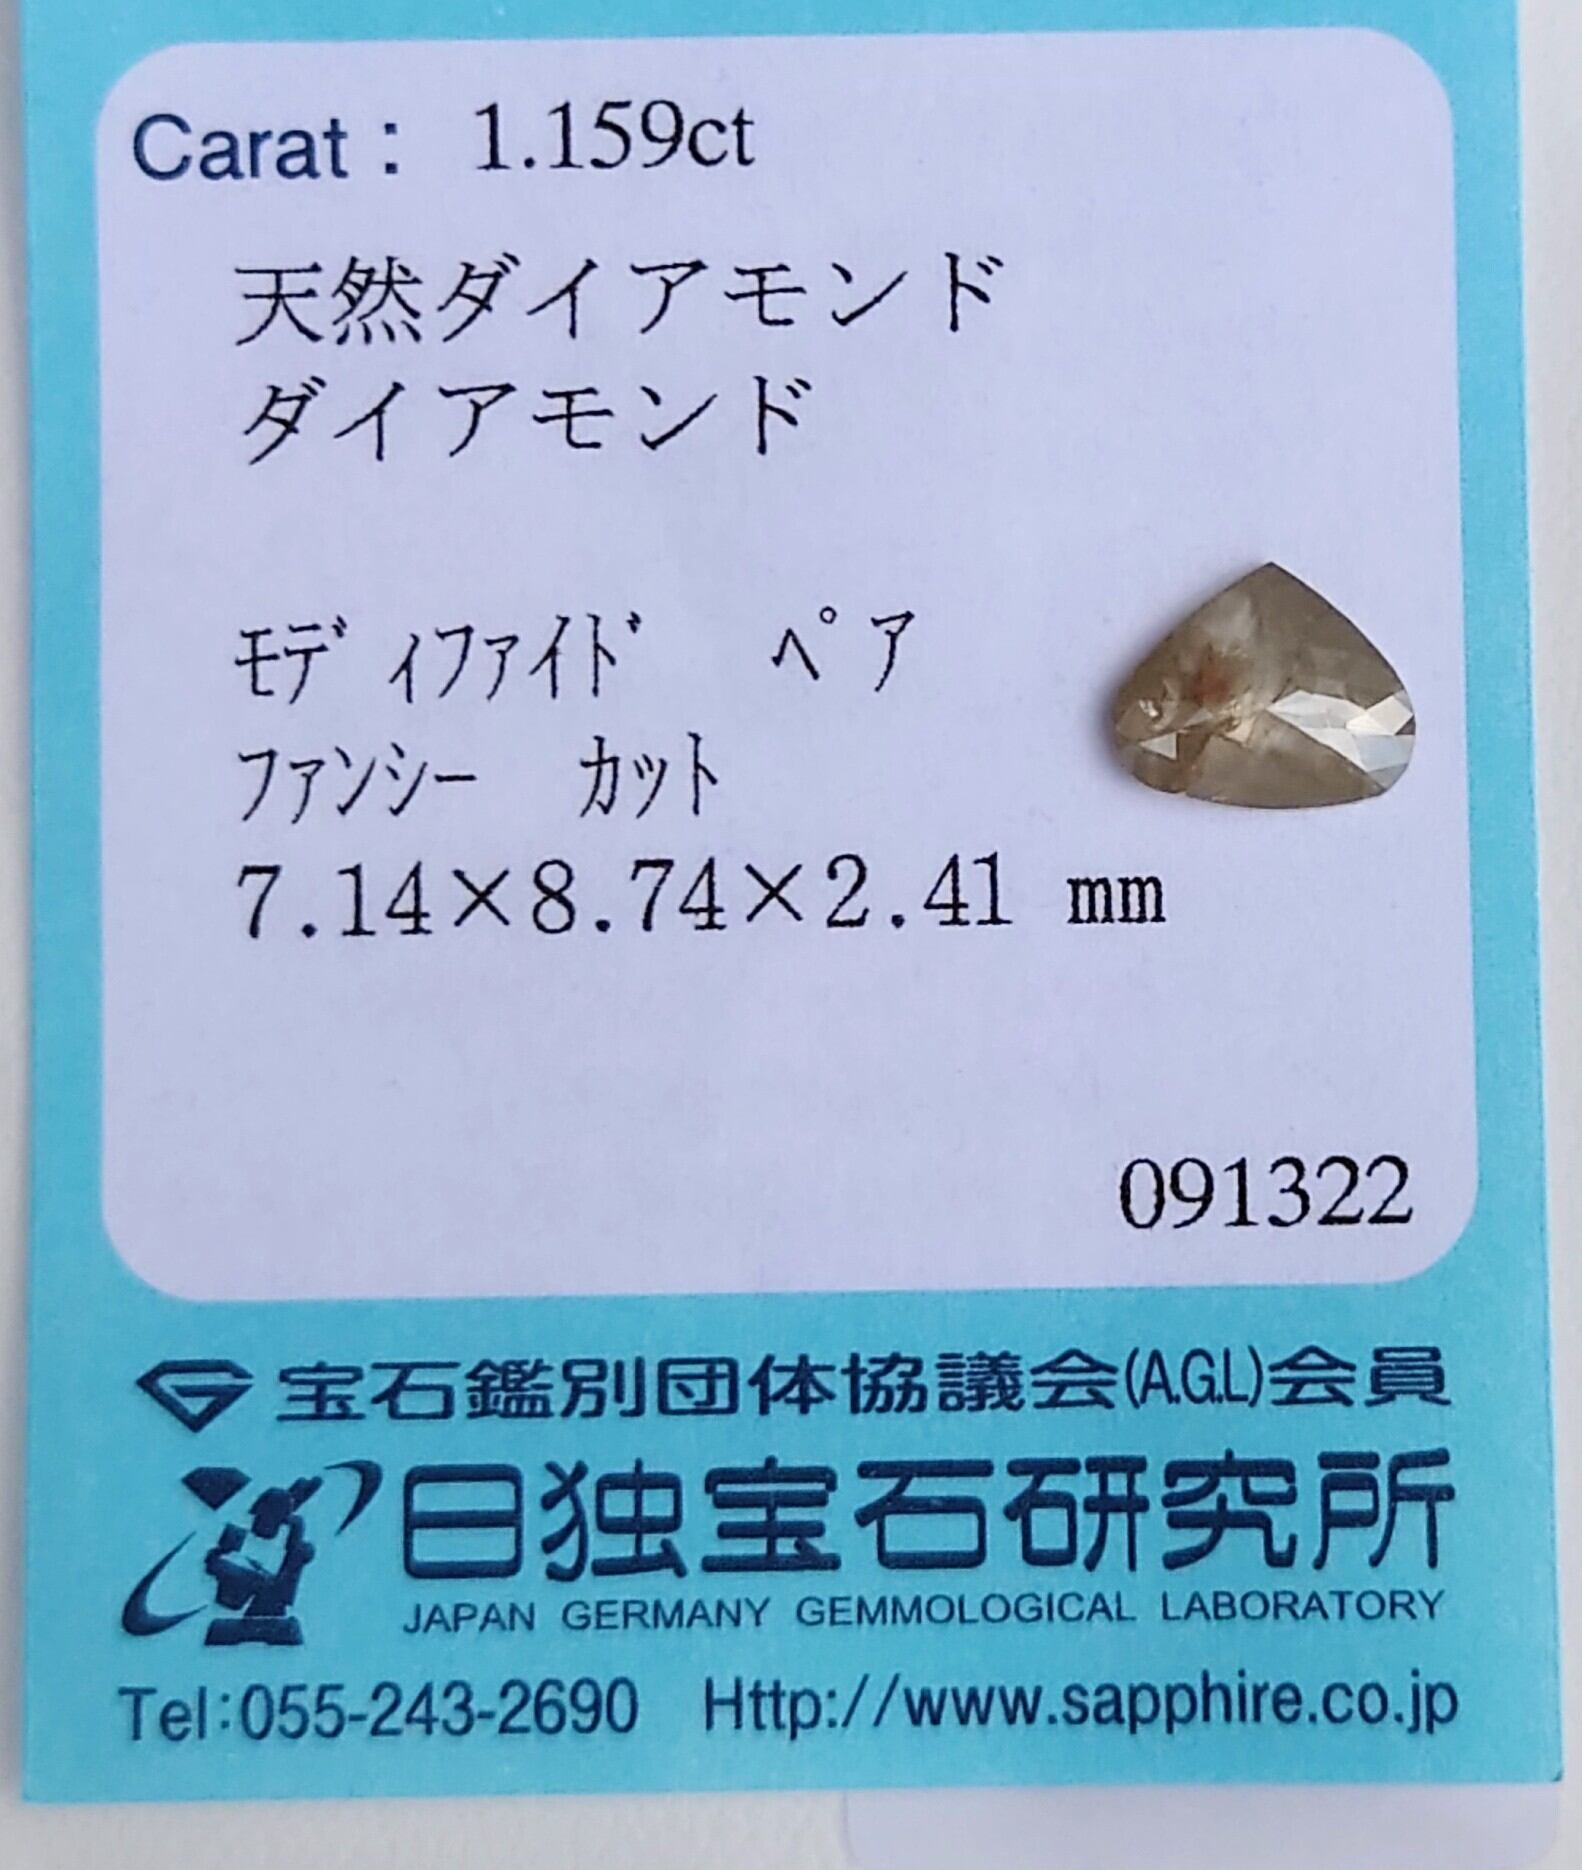 Carat : 1.159ct
天然ダイアモンド
ダイアモンド
ﾓﾃﾞｨﾌｧｲﾄﾞ ﾍﾟｱ
ﾌｧﾝｼｰ ｶｯﾄ
7.14×8.74×2.41 mm
091322
宝石鑑別団体協議会(A.G.L)会員
日独宝石研究所
JAPAN GERMANY GEMMOLOGICAL LABORATORY
Tel:055-243-2690 Http://www.sapphire.co.jp